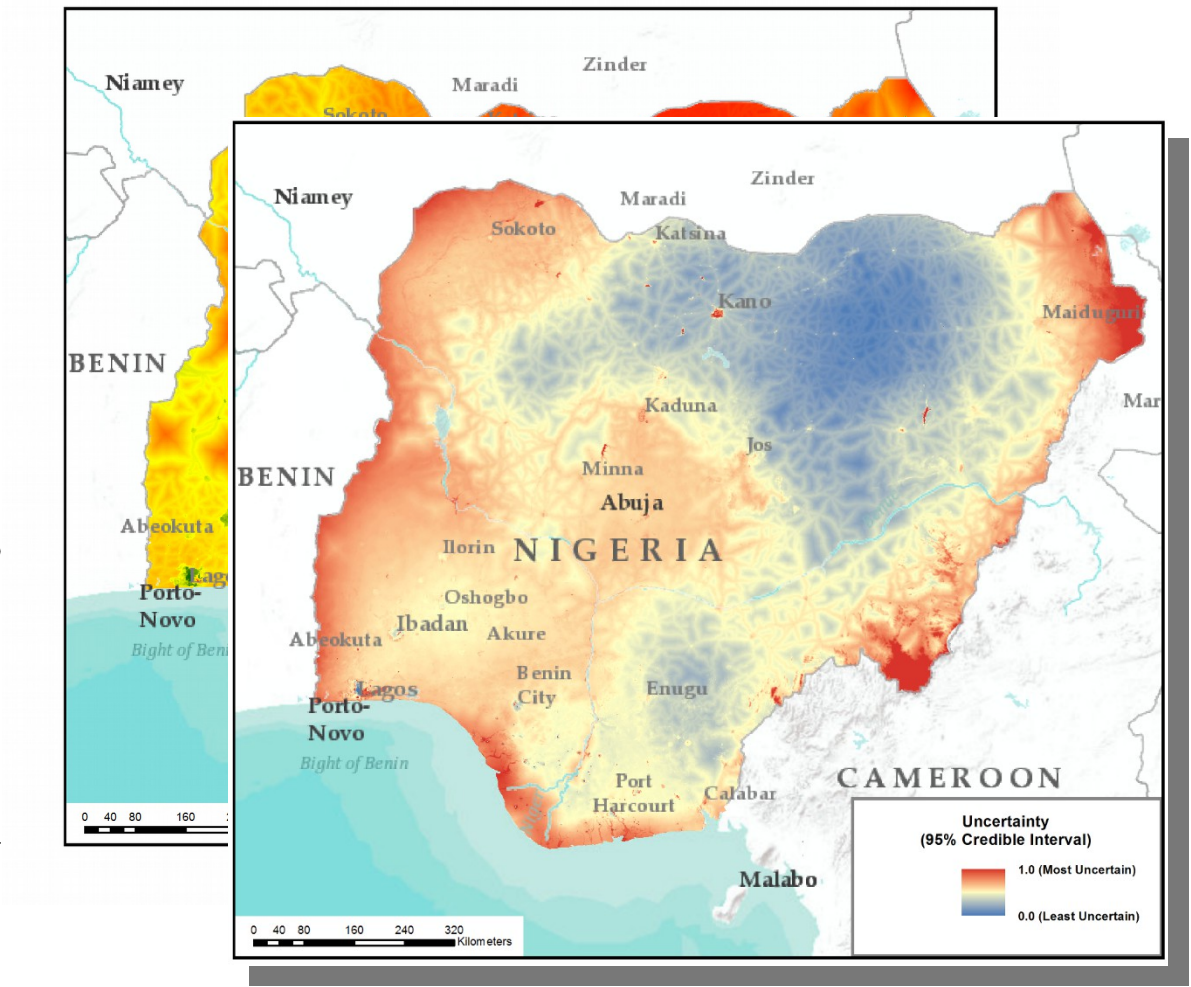 Niamey
Maradi
Zinder
Sokoto
BENIN
Abeokuta
Lago
Porto-
Novo
Bight of Beni
0 40 80 160
Niamey
Maradi
Zinder
Sokoto
Katsina
Kano
Maiduguri
Kaduna
Mar
Jos
BENIN
Minna
Abuja
Ilorin
NIGERIA
Oshogbo
Ibadan
Akure
Abeokuta
Benin
City
Enugu
Lagos
Porto-
Novo
Bight of Benin
Port
Harcourt
Calabar
CAMEROON
Malabo
Uncertainty
(95% Credible Interval)
1.0 (Most Uncertain)
0.0 (Least Uncertain)
0 40 80 160 240 320
Kilometers